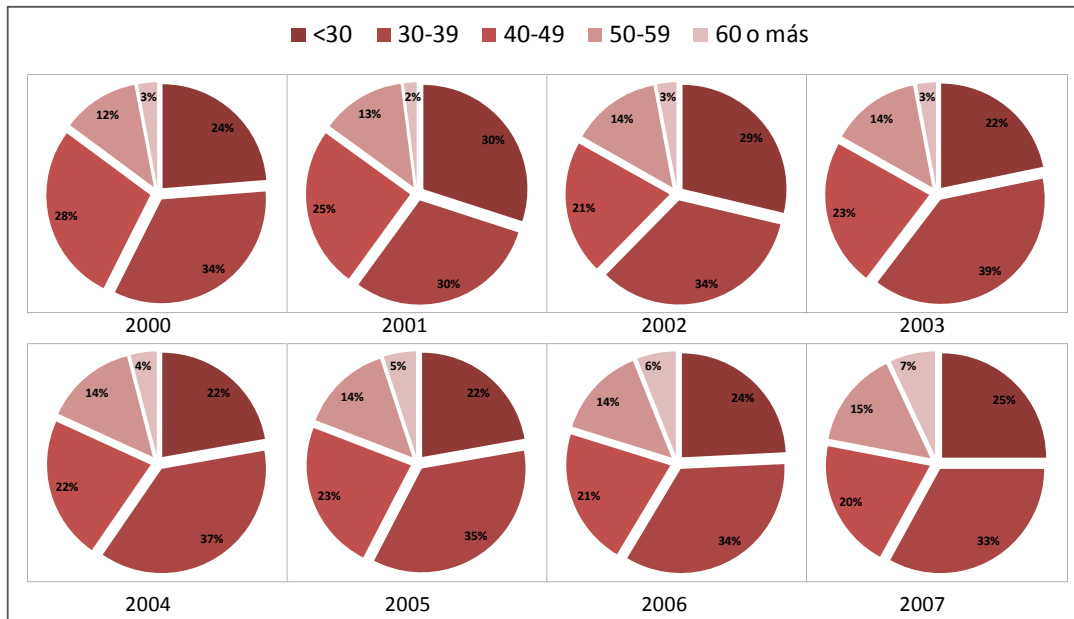 <30 30-39 40-49 50-59 60 o más
3% 12% 24% 28% 34%
2000
2% 13% 30% 25% 30%
2001
3% 14% 29% 21% 34%
2002
3% 14% 22% 23% 39%
2003
4% 14% 22% 22% 37%
2004
5% 14% 22% 23% 35%
2005
6% 14% 24% 21% 34%
2006
7% 15% 25% 20% 33%
2007